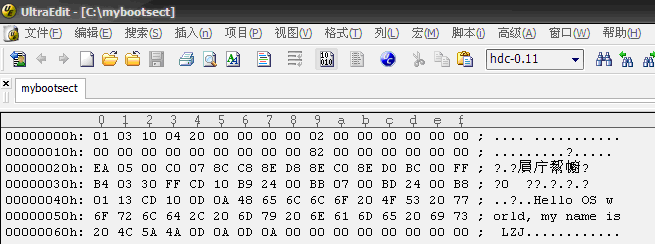 UltraEdit - [C:\mybootsect]
文件(F) 编辑(E) 搜索(S) 插入(n) 项目(P) 视图(V) 格式(T) 列(L) 宏(M) 脚本(i) 高级(A) 窗口(W) 帮助(H)
hdc-0.11
mybootsect
0 1 2 3 4 5 6 7 8 9 a b c d e f
00000000h: 01 03 10 04 20 00 00 00 00 02 00 00 00 00 00 00 ; .... ...........
00000010h: 00 00 00 00 00 00 00 00 00 82 00 00 00 00 00 00 ; .........?.....
00000020h: EA 05 00 C0 07 8C C8 8E D8 8E C0 8E D0 BC 00 FF ; ?.?
00000030h: B4 03 30 FF CD 10 B9 24 00 BB 07 00 BD 24 00 B8 ; ?0 ??.?.?.?
00000040h: 01 13 CD 10 0D 0A 48 65 6C 6C 6F 20 4F 53 20 77 ; ..?..Hello OS w
00000050h: 6F 72 6C 64 2C 20 6D 79 20 6E 61 6D 65 20 69 73 ; orld, my name is
00000060h: 20 4C 5A 4A 0D 0A 0D 0A 00 00 00 00 00 00 00 00 ; LZJ............